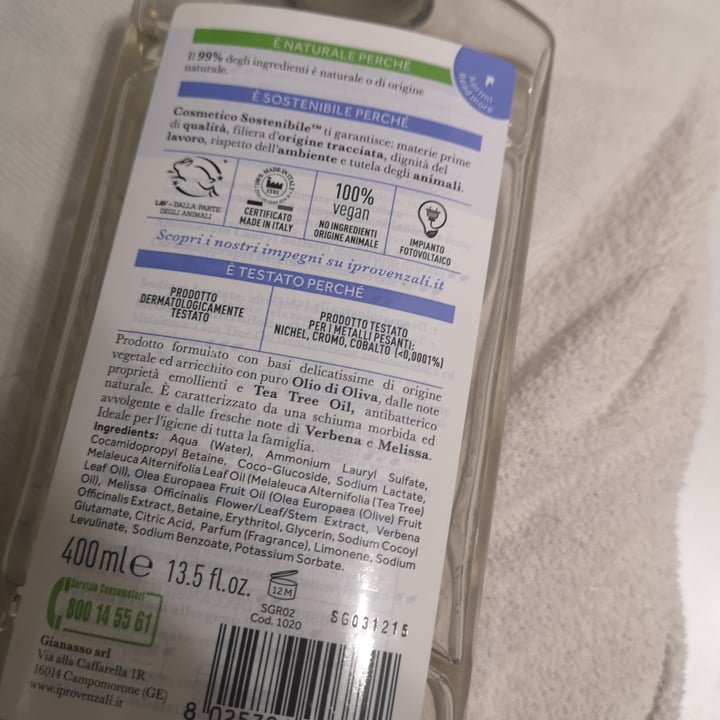 È NATURALE PERCHÉ
Il 99% degli ingredienti è naturale o di origine
naturale.
Aprimi
Read more
È SOSTENIBILE PERCHÉ
Cosmetico Sostenibile™ ti garantisce: materie prime
di qualità, filiera d'origine tracciata, dignità del
lavoro, rispetto dell'ambiente e tutela degli animali.
LAV - DALLA PARTE
DEGLI ANIMALI
100% MADE IN ITALY
CERTIFICATO
MADE IN ITALY
100%
vegan
NO INGREDIENTI
ORIGINE ANIMALE
IMPIANTO
FOTOVOLTAICO
Scopri i nostri impegni su iprovenzali.it
È TESTATO PERCHÉ
PRODOTTO
DERMATOLOGICAMENTE
TESTATO
PRODOTTO TESTATO
PER I METALLI PESANTI:
NICHEL, CROMO, COBALTO (<0,0001%)
Prodotto formulato con basi delicatissime di origine
vegetale ed arricchito con puro Olio di Oliva, dalle note
proprietà emollienti e Tea Tree Oil, antibatterico
naturale. È caratterizzato da una schiuma morbida ed
avvolgente e dalle fresche note di Verbena e Melissa.
Ideale per l'igiene di tutta la famiglia.
Ingredients: Aqua (Water), Ammonium Lauryl Sulfate,
Cocamidopropyl Betaine, Coco-Glucoside, Sodium Lactate,
Melaleuca Alternifolia Leaf Oil (Melaleuca Alternifolia (Tea Tree)
Leaf Oil), Olea Europaea Fruit Oil (Olea Europaea (Olive) Fruit
Oil), Melissa Officinalis Flower/Leaf/Stem Extract, Verbena
Officinalis Extract, Betaine, Erythritol, Glycerin, Sodium Cocoyl
Glutamate, Citric Acid, Parfum (Fragrance), Limonene, Sodium
Levulinate, Sodium Benzoate, Potassium Sorbate.
400 ml e 13.5 fl.oz.
12 M
SGR02
Cod. 1020
SG031215
Servizio Consumatori
800 14 55 61
Gianasso srl
Via alla Caffarella 1R
16014 Campomorone (GE)
www.iprovenzali.it